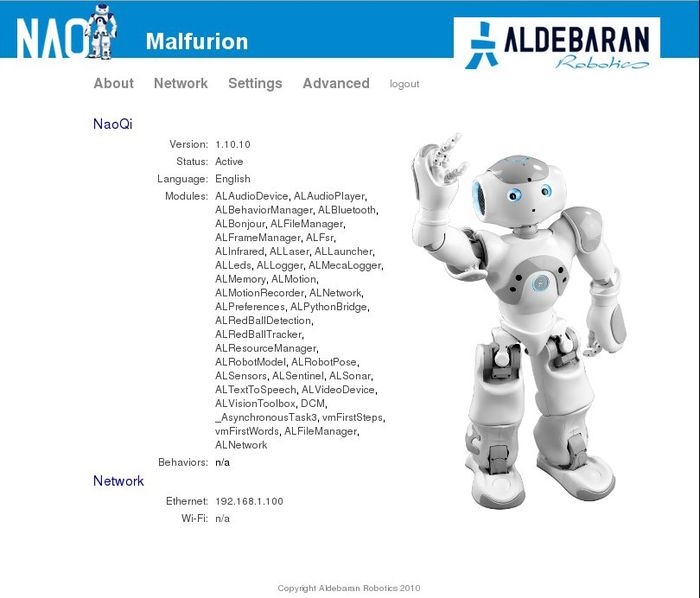 NAO
Malfurion
ALDEBARAN
Robotics
About Network Settings Advanced logout
NaoQi
Version: 1.10.10
Status: Active
Language: English
Modules: ALAudioDevice, ALAudioPlayer,
ALBehaviorManager, ALBluetooth,
ALBonjour, ALFileManager,
ALFrameManager, ALFsr,
ALInfrared, ALLaser, ALLauncher,
ALLeds, ALLogger, ALMecaLogger,
ALMemory, ALMotion,
ALMotionRecorder, ALNetwork,
ALPreferences, ALPythonBridge,
ALRedBallDetection,
ALRedBallTracker,
ALResourceManager,
ALRobotModel, ALRobotPose,
ALSensors, ALSentinel, ALSonar,
ALTextToSpeech, ALVideoDevice,
ALVisionToolbox, DCM,
_AsynchronousTask3, vmFirstSteps,
vmFirstWords, ALFileManager,
ALNetwork
Behaviors: n/a
Network
Ethernet: 192.168.1.100
Wi-Fi: n/a
Copyright Aldebaran Robotics 2010